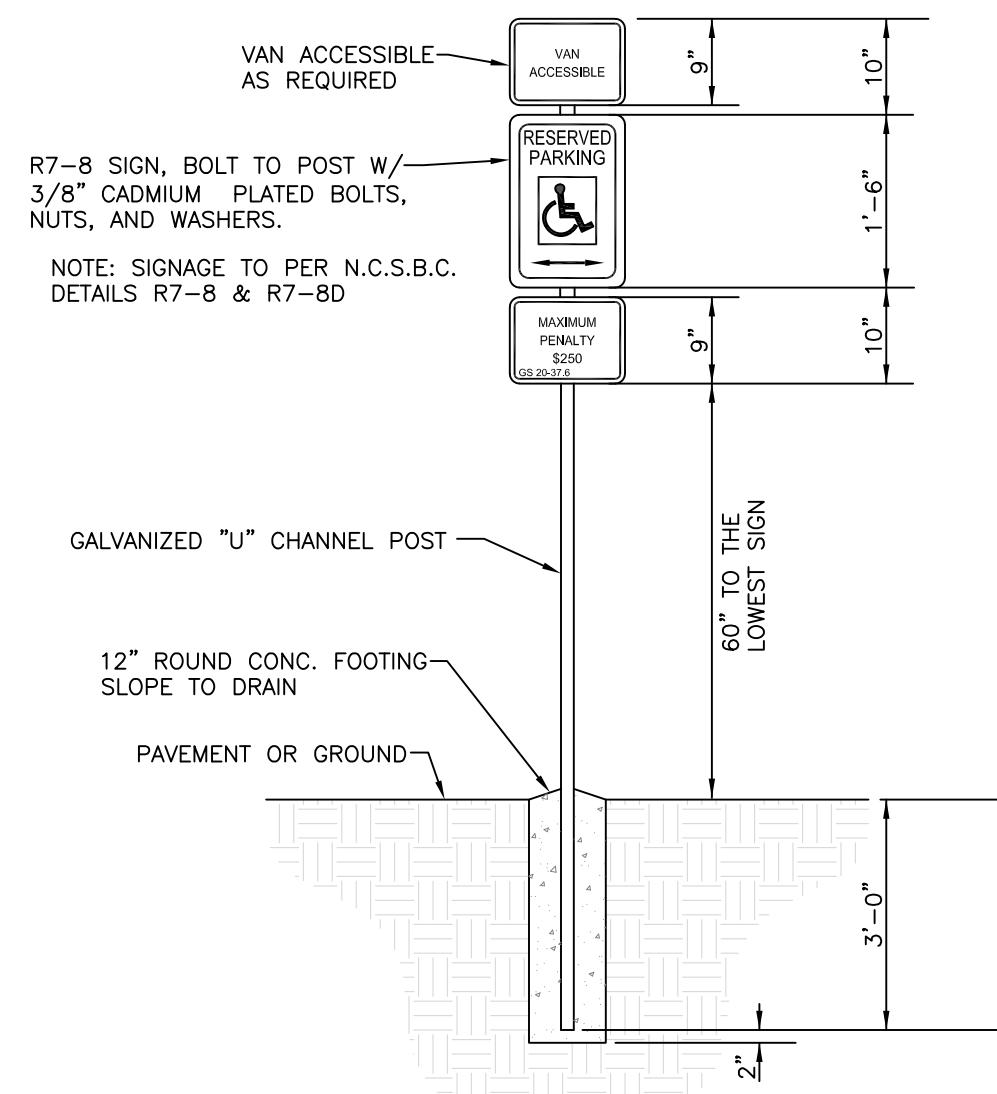 VAN ACCESSIBLE
AS REQUIRED
VAN
ACCESSIBLE
9"
10"
R7-8 SIGN, BOLT TO POST W/
3/8" CADMIUM PLATED BOLTS,
NUTS, AND WASHERS.
RESERVED
PARKING
1'-6"
NOTE: SIGNAGE TO PER N.C.S.B.C.
DETAILS R7-8 & R7-8D
MAXIMUM
PENALTY
$250
GS 20-37.6
9"
10"
GALVANIZED "U" CHANNEL POST
60" TO THE
LOWEST SIGN
12" ROUND CONC. FOOTING
SLOPE TO DRAIN
PAVEMENT OR GROUND
3'-0"
2"